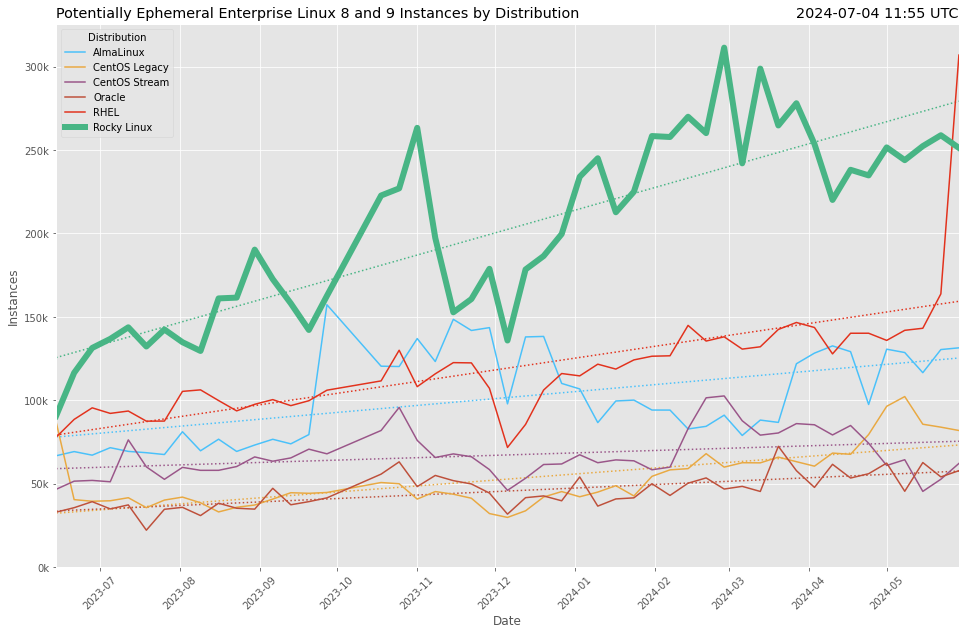 Potentially Ephemeral Enterprise Linux 8 and 9 Instances by Distribution
2024-07-04 11:55 UTC
Distribution
AlmaLinux
CentOS Legacy
CentOS Stream
Oracle
RHEL
Rocky Linux
300k
250k
200k
150k
100k
50k
0k
Instances
2023-07
2023-08
2023-09
2023-10
2023-11
2023-12
2024-01
2024-02
2024-03
2024-04
2024-05
Date